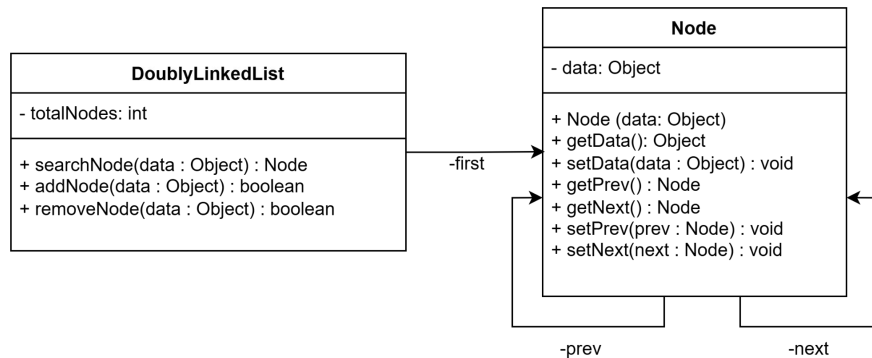 DoublyLinkedList
- totalNodes: int
+ searchNode(data : Object) : Node
+ addNode(data : Object) : boolean
+ removeNode(data : Object) : boolean
-first
Node
- data: Object
+ Node (data: Object)
+ getData(): Object
+ setData(data : Object) : void
+ getPrev() : Node
+ getNext() : Node
+ setPrev(prev : Node) : void
+ setNext(next : Node) : void
-prev
-next